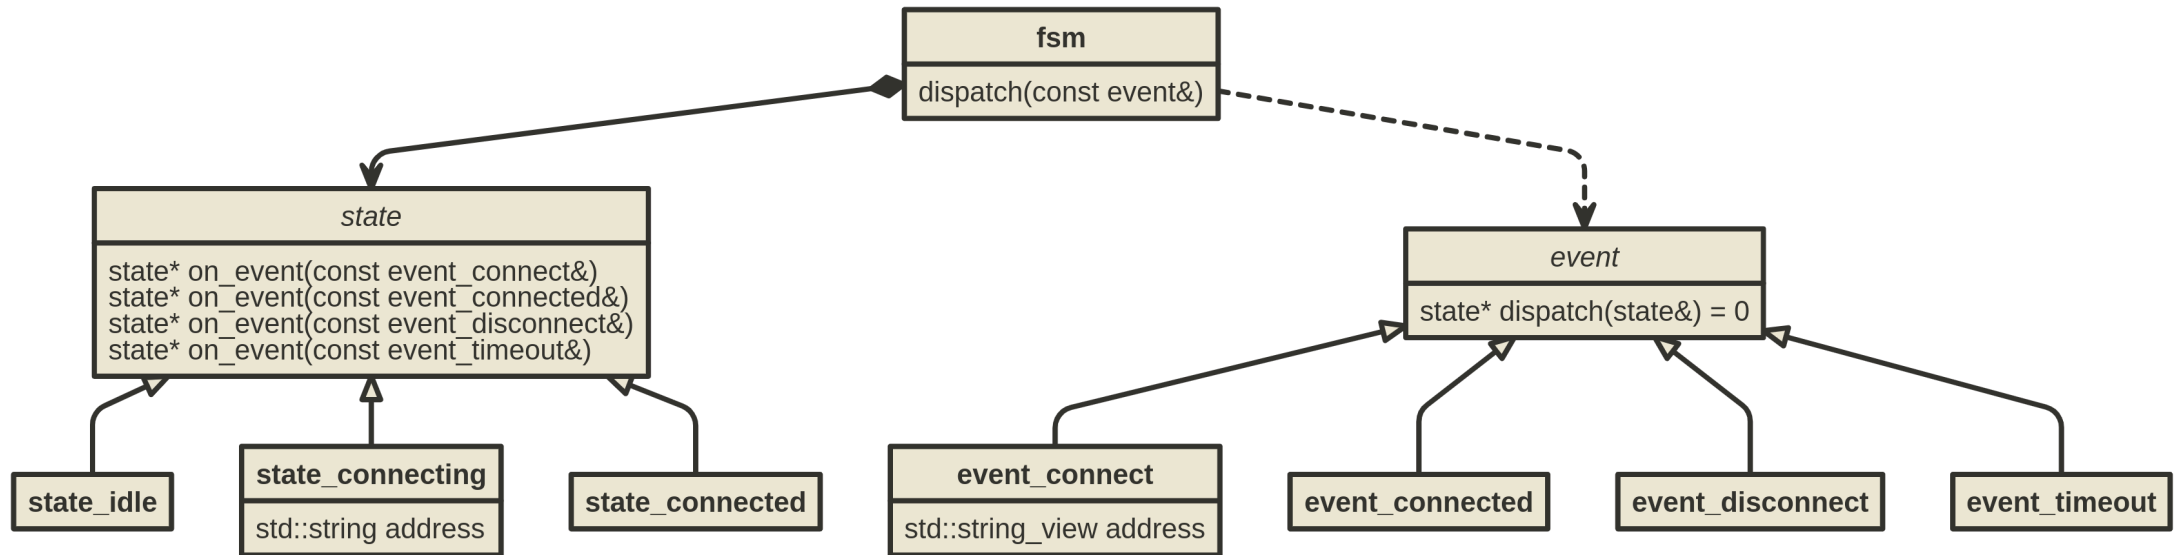 fsm
dispatch(const event&)
state
state* on_event(const event_connect&)
state* on_event(const event_connected&)
state* on_event(const event_disconnect&)
state* on_event(const event_timeout&)
event
state* dispatch(state&) = 0
state_idle
state_connecting
std::string address
state_connected
event_connect
std::string_view address
event_connected
event_disconnect
event_timeout